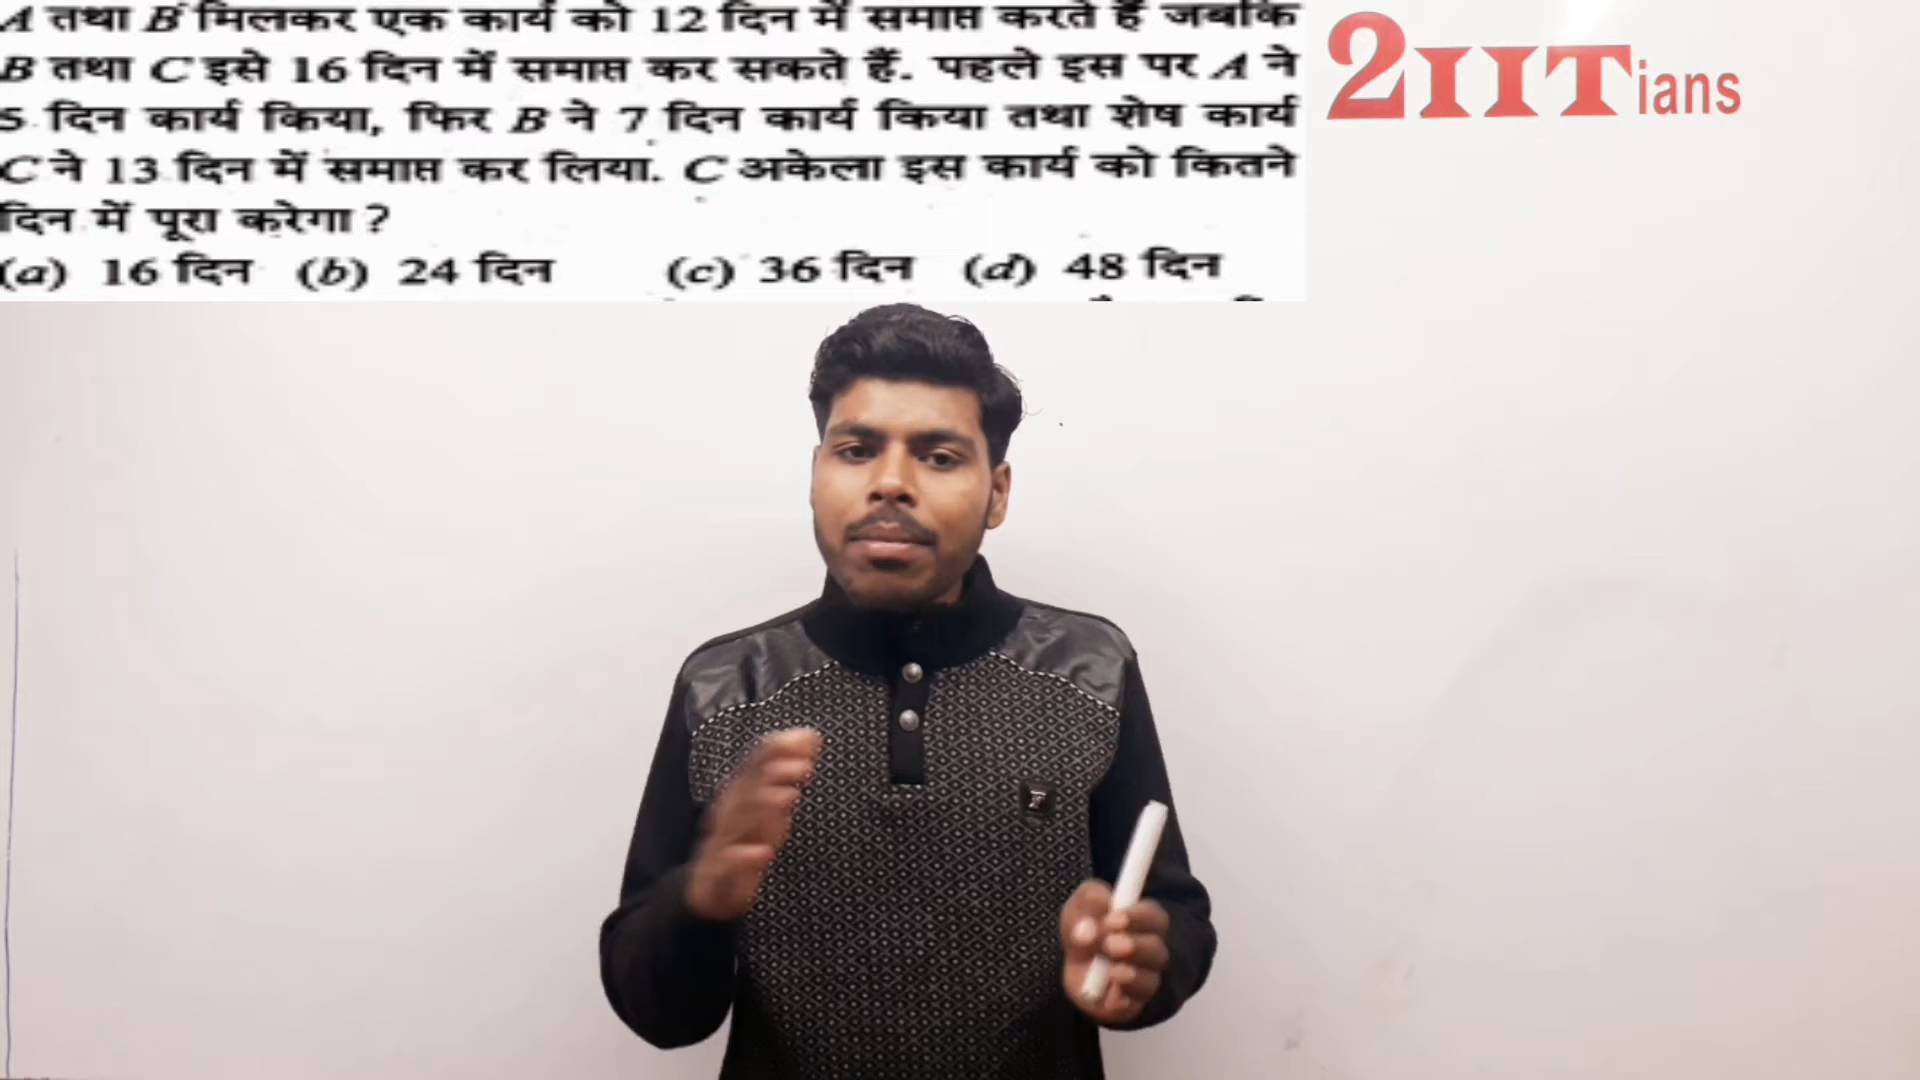 A तथा B मिलकर एक कार्य को 12 दिन में समाप्त करते हैं जबकि
B तथा C इसे 16 दिन में समाप्त कर सकते हैं. पहले इस पर A ने
5 दिन कार्य किया, फिर B ने 7 दिन कार्य किया तथा शेष कार्य
C ने 13 दिन में समाप्त कर लिया. C अकेला इस कार्य को कितने
दिन में पूरा करेगा ?
(a) 16 दिन (b) 24 दिन (c) 36 दिन (d) 48 दिन
2IITians